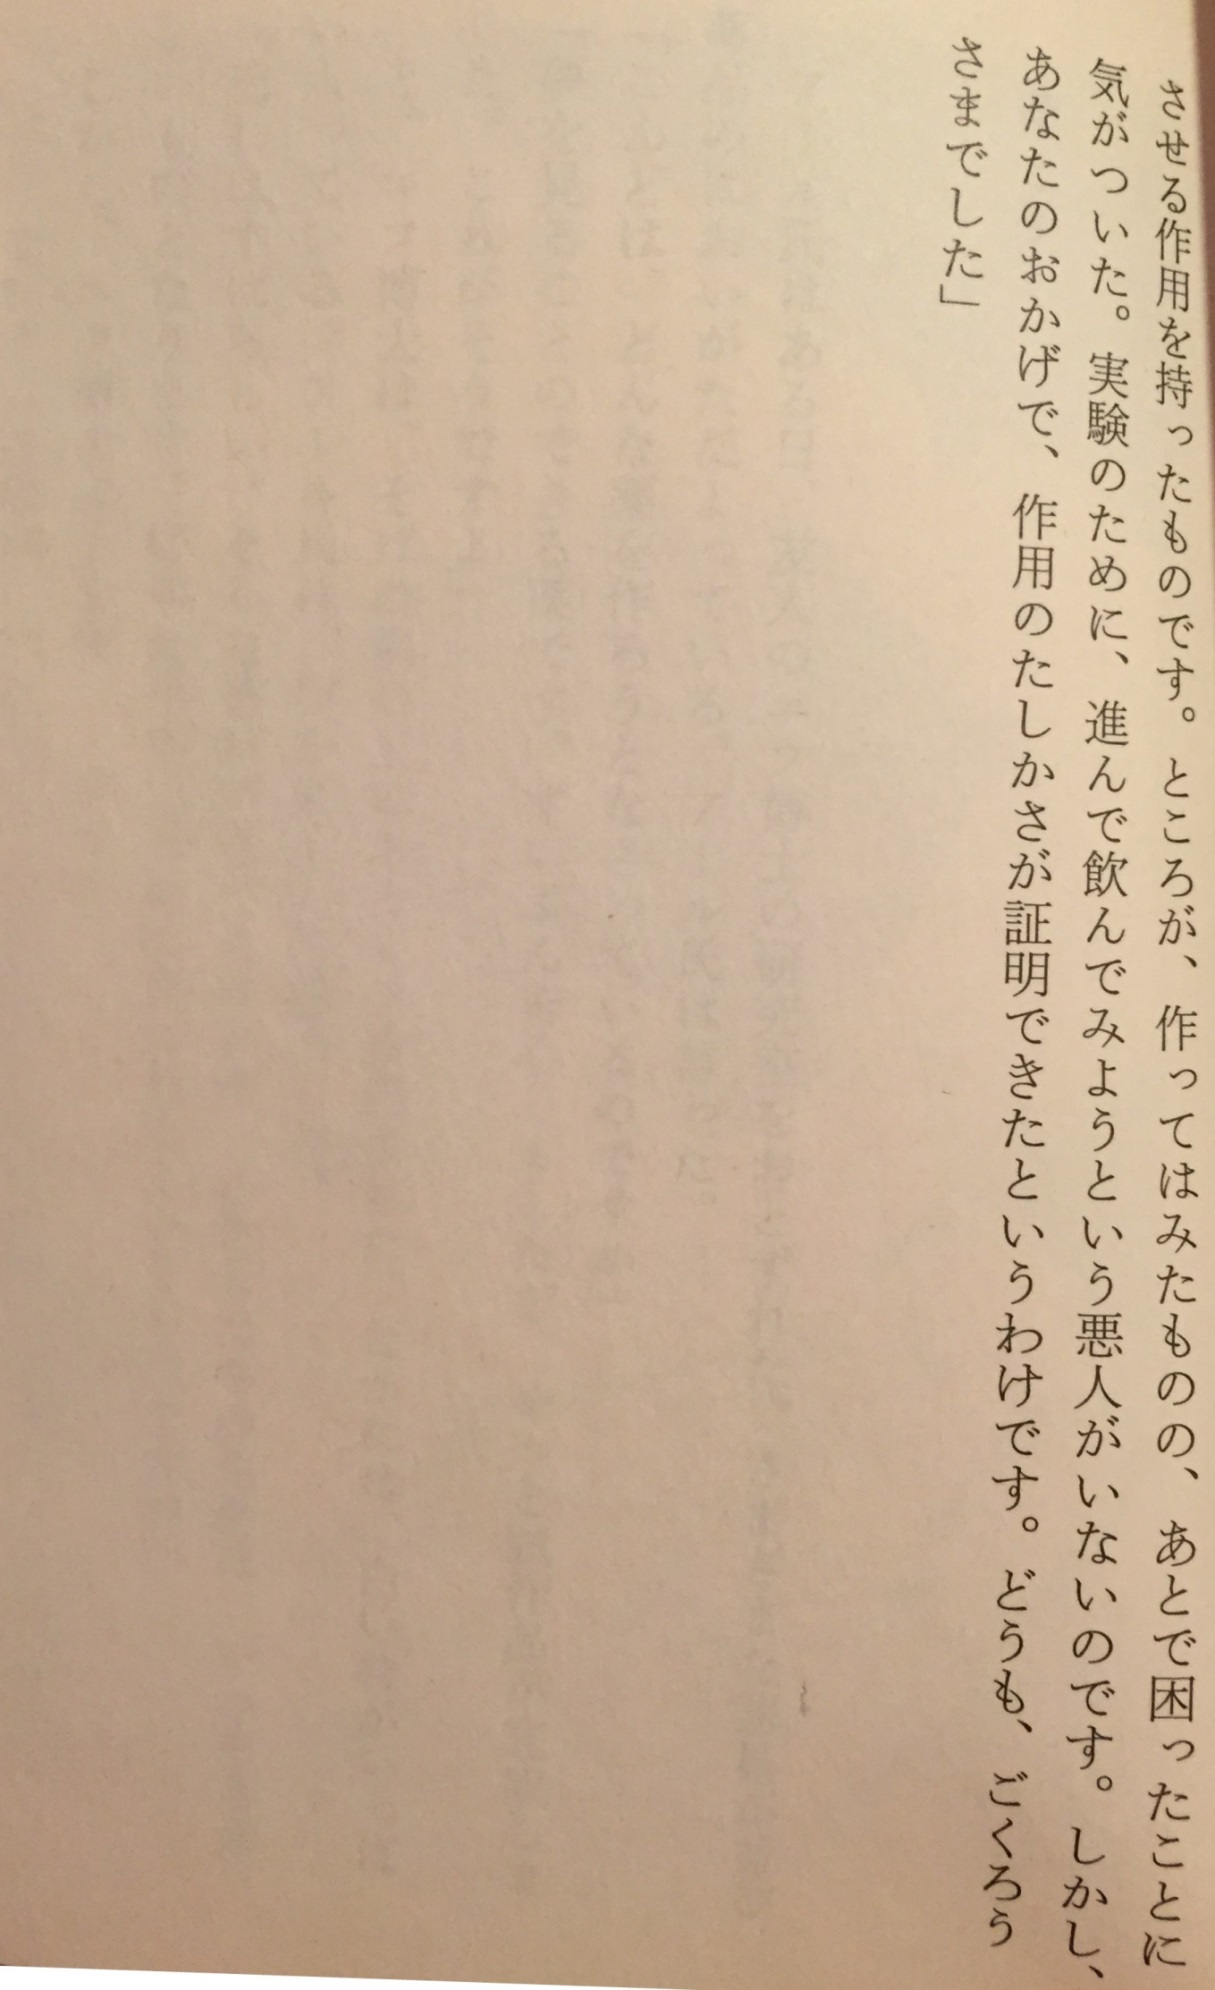 させる作用を持ったものです。ところが、作ってはみたものの、あとで困ったことに
気がついた。実験のために、進んで飲んでみようという悪人がいないのです。しかし、
あなたのおかげで、作用のたしかさが証明できたというわけです。どうも、ごくろう
さまでした」